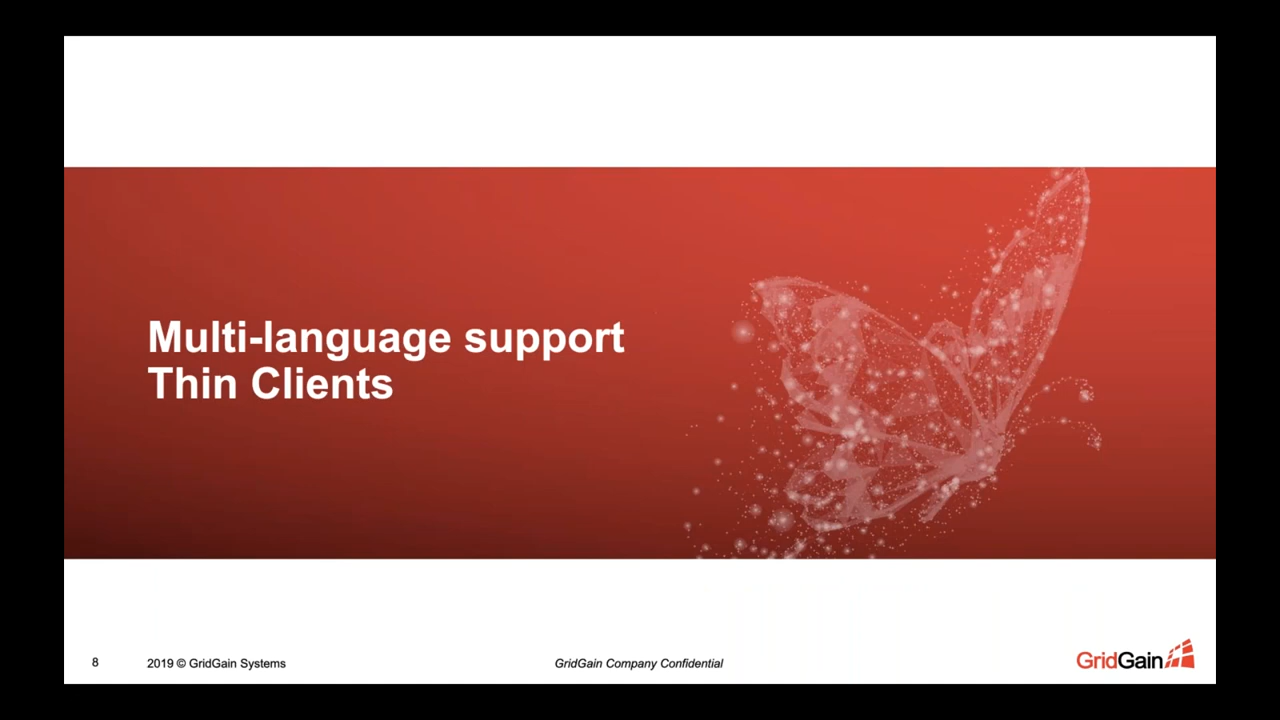 Multi-language support
Thin Clients
8
2019 © GridGain Systems
GridGain Company Confidential
GridGain